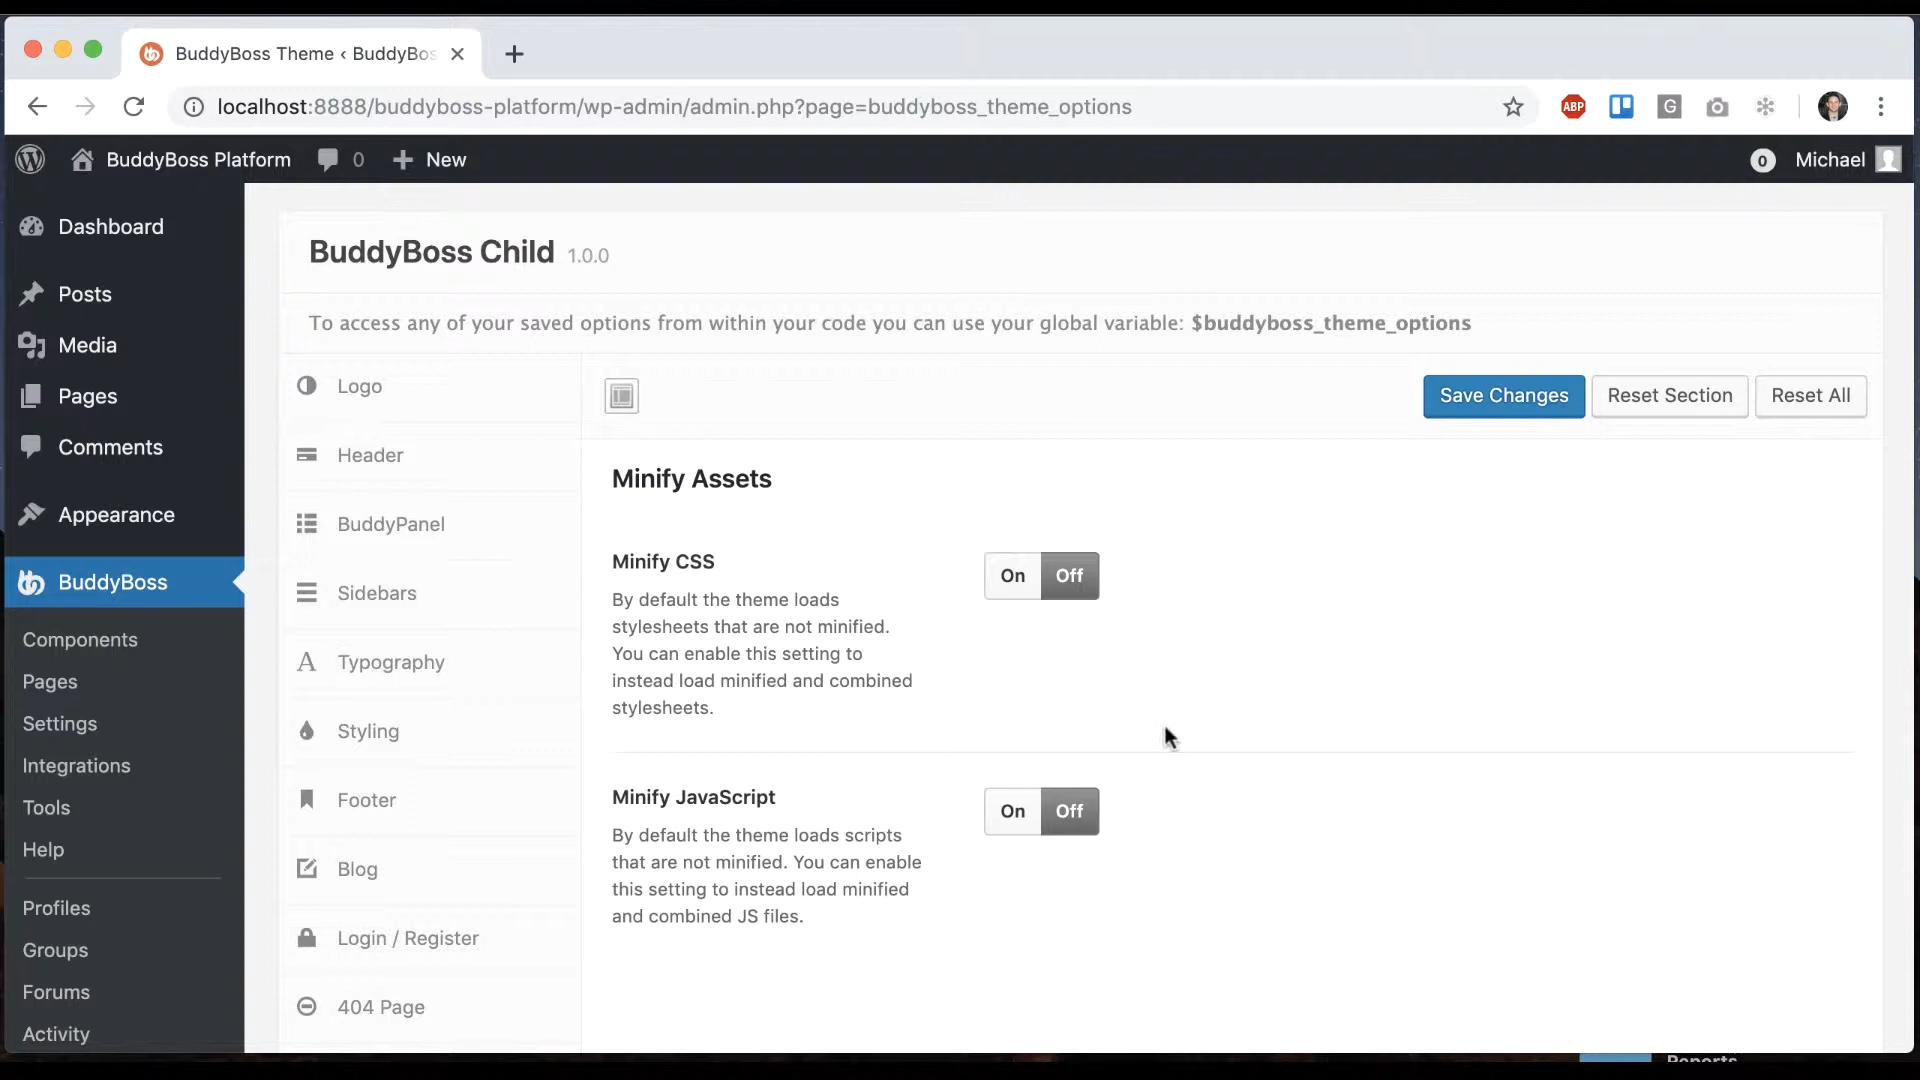 BuddyBoss Theme ‹ BuddyBos
localhost:8888/buddyboss-platform/wp-admin/admin.php?page=buddyboss_theme_options
ABP
G
BuddyBoss Platform
0
New
0
Michael
Dashboard
Posts
Media
Pages
Comments
Appearance
BuddyBoss
Components
Pages
Settings
Integrations
Tools
Help
Profiles
Groups
Forums
Activity
BuddyBoss Child 1.0.0
To access any of your saved options from within your code you can use your global variable: $buddyboss_theme_options
Logo
Header
BuddyPanel
Sidebars
Typography
Styling
Footer
Blog
Login / Register
404 Page
Save Changes
Reset Section
Reset All
Minify Assets
Minify CSS
On Off
By default the theme loads
stylesheets that are not minified.
You can enable this setting to
instead load minified and combined
stylesheets.
Minify JavaScript
On Off
By default the theme loads scripts
that are not minified. You can enable
this setting to instead load minified
and combined JS files.
Reports